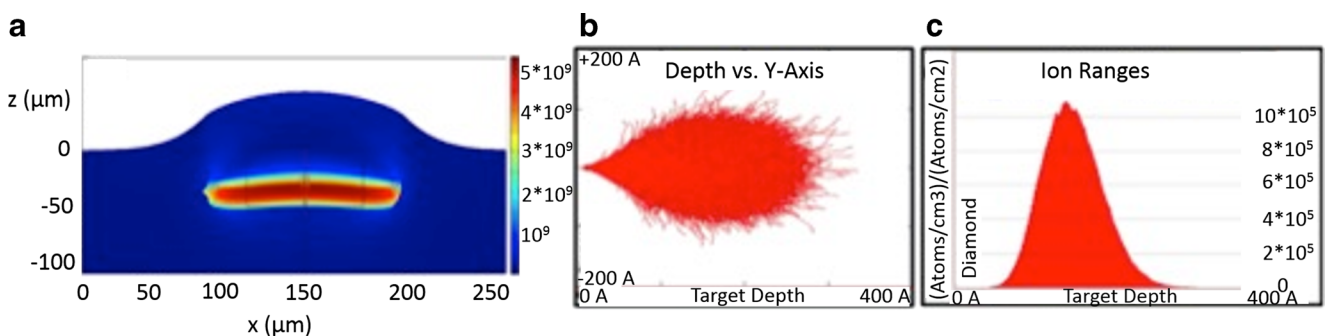 a
z (μm)
0
-50
-100
0 50 100 150 200 250
x (μm)
5*10⁹
4*10⁹
3*10⁹
2*10⁹
10⁹
b
+200 A
Depth vs. Y-Axis
-200 A
0 A Target Depth 400 A
c
Ion Ranges
(Atoms/cm3)/(Atoms/cm2)
Diamond
10*10⁵
8*10⁵
6*10⁵
4*10⁵
2*10⁵
0
0 A Target Depth 400 A